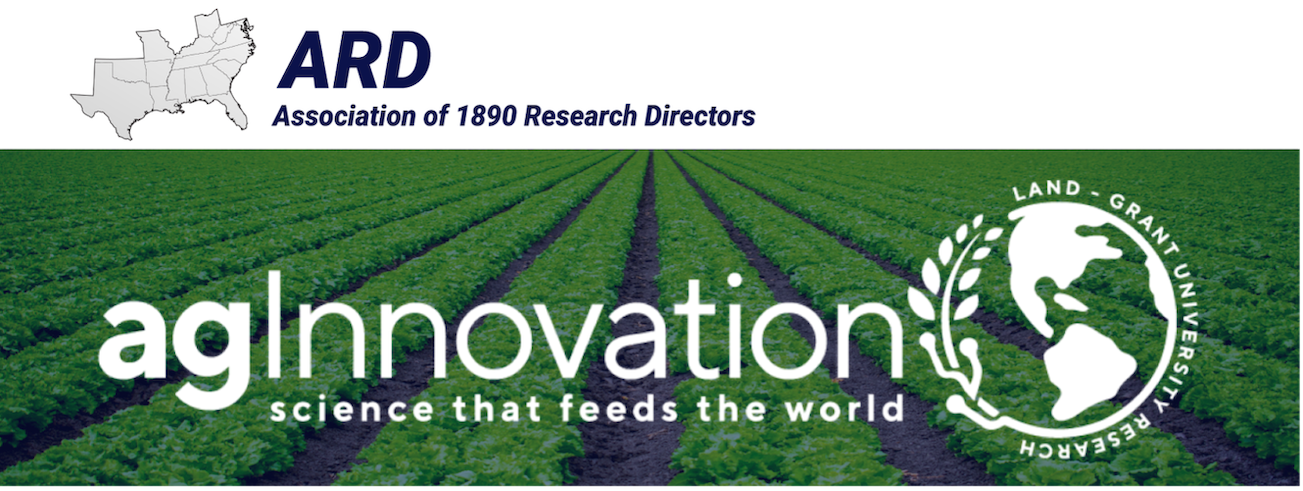 ARD
Association of 1890 Research Directors
LAND - GRANT UNIVERSITY RESEARCH
agInnovation
science that feeds the world